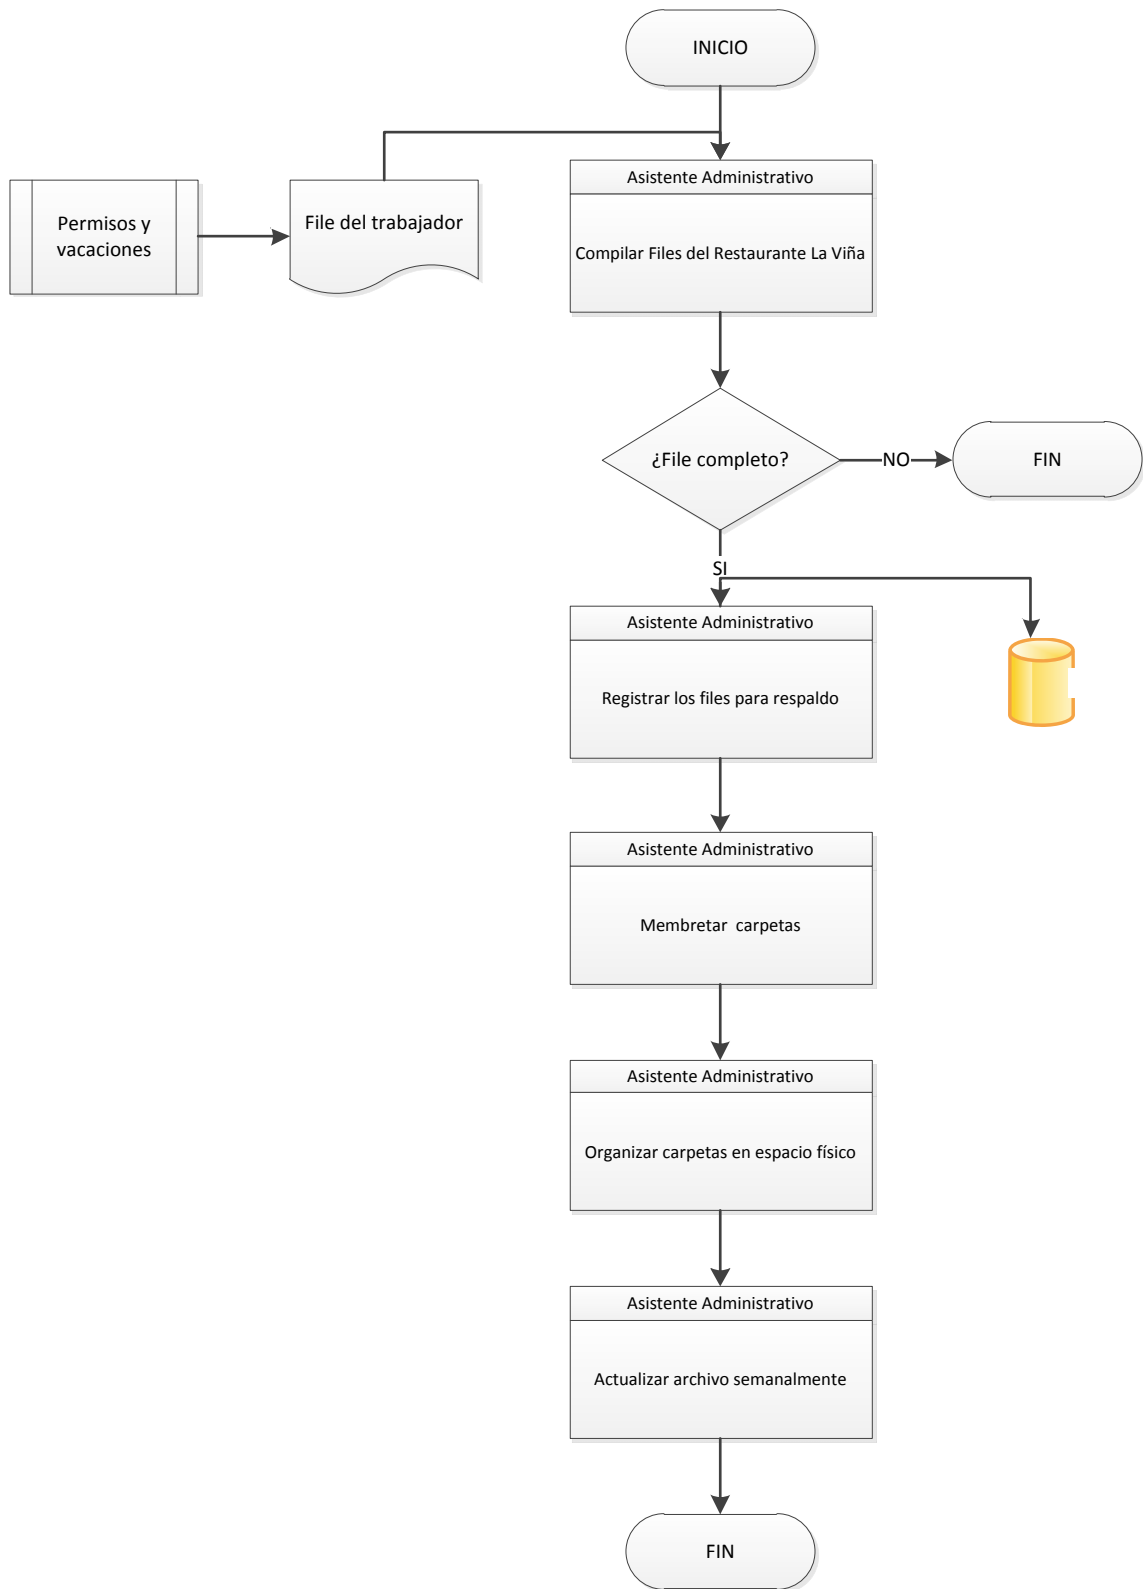 INICIO
Asistente Administrativo
Permisos y
vacaciones
File del trabajador
Compilar Files del Restaurante La Viña
¿File completo?
NO
FIN
SI
Asistente Administrativo
Registrar los files para respaldo
Asistente Administrativo
Membretar carpetas
Asistente Administrativo
Organizar carpetas en espacio físico
Asistente Administrativo
Actualizar archivo semanalmente
FIN